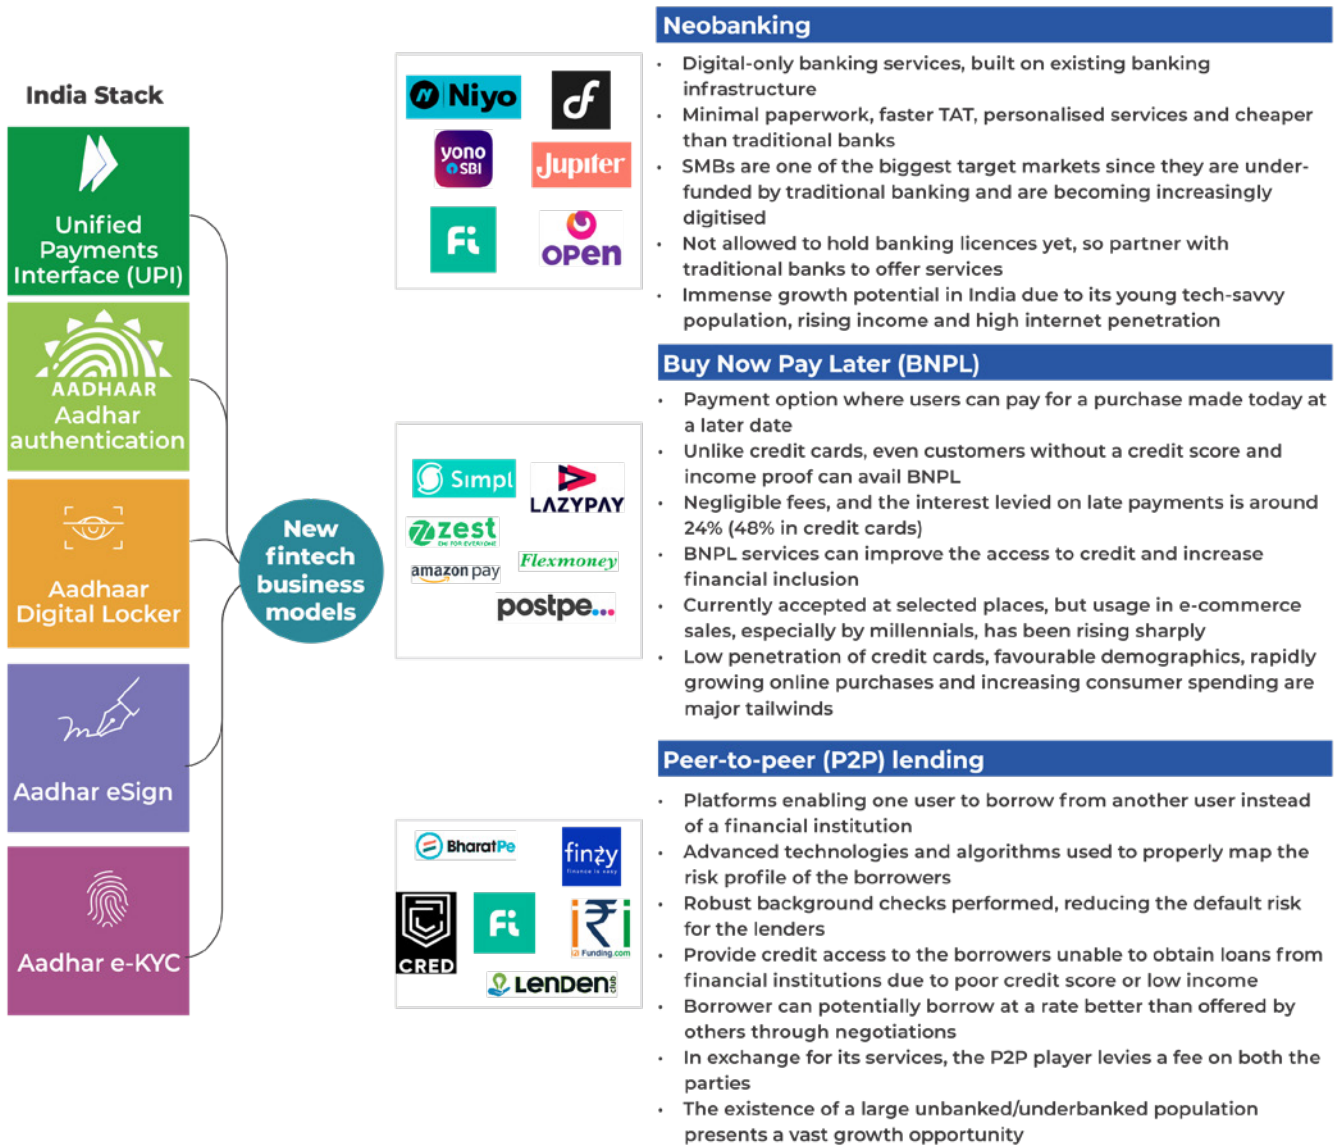 India Stack
Unified
Payments
Interface (UPI)
AADHAAR
Aadhar
authentication
Aadhaar
Digital Locker
Aadhar eSign
Aadhar e-KYC
New
fintech
business
models
Niyo
yono
SBI
Jupiter
Fi
OPEN
Neobanking
• Digital-only banking services, built on existing banking
infrastructure
• Minimal paperwork, faster TAT, personalised services and cheaper
than traditional banks
• SMBs are one of the biggest target markets since they are under-
funded by traditional banking and are becoming increasingly
digitised
• Not allowed to hold banking licences yet, so partner with
traditional banks to offer services
• Immense growth potential in India due to its young tech-savvy
population, rising income and high internet penetration
Simpl
LAZYPAY
zest
EMI FOR EVERYONE
amazon pay
Flexmoney
postpe...
Buy Now Pay Later (BNPL)
• Payment option where users can pay for a purchase made today at
a later date
• Unlike credit cards, even customers without a credit score and
income proof can avail BNPL
• Negligible fees, and the interest levied on late payments is around
24% (48% in credit cards)
• BNPL services can improve the access to credit and increase
financial inclusion
• Currently accepted at selected places, but usage in e-commerce
sales, especially by millennials, has been rising sharply
• Low penetration of credit cards, favourable demographics, rapidly
growing online purchases and increasing consumer spending are
major tailwinds
BharatPe
finzy
finance is easy
CRED
Fi
i₹i
i2iFunding.com
LenDen club
Peer-to-peer (P2P) lending
• Platforms enabling one user to borrow from another user instead
of a financial institution
• Advanced technologies and algorithms used to properly map the
risk profile of the borrowers
• Robust background checks performed, reducing the default risk
for the lenders
• Provide credit access to the borrowers unable to obtain loans from
financial institutions due to poor credit score or low income
• Borrower can potentially borrow at a rate better than offered by
others through negotiations
• In exchange for its services, the P2P player levies a fee on both the
parties
• The existence of a large unbanked/underbanked population
presents a vast growth opportunity